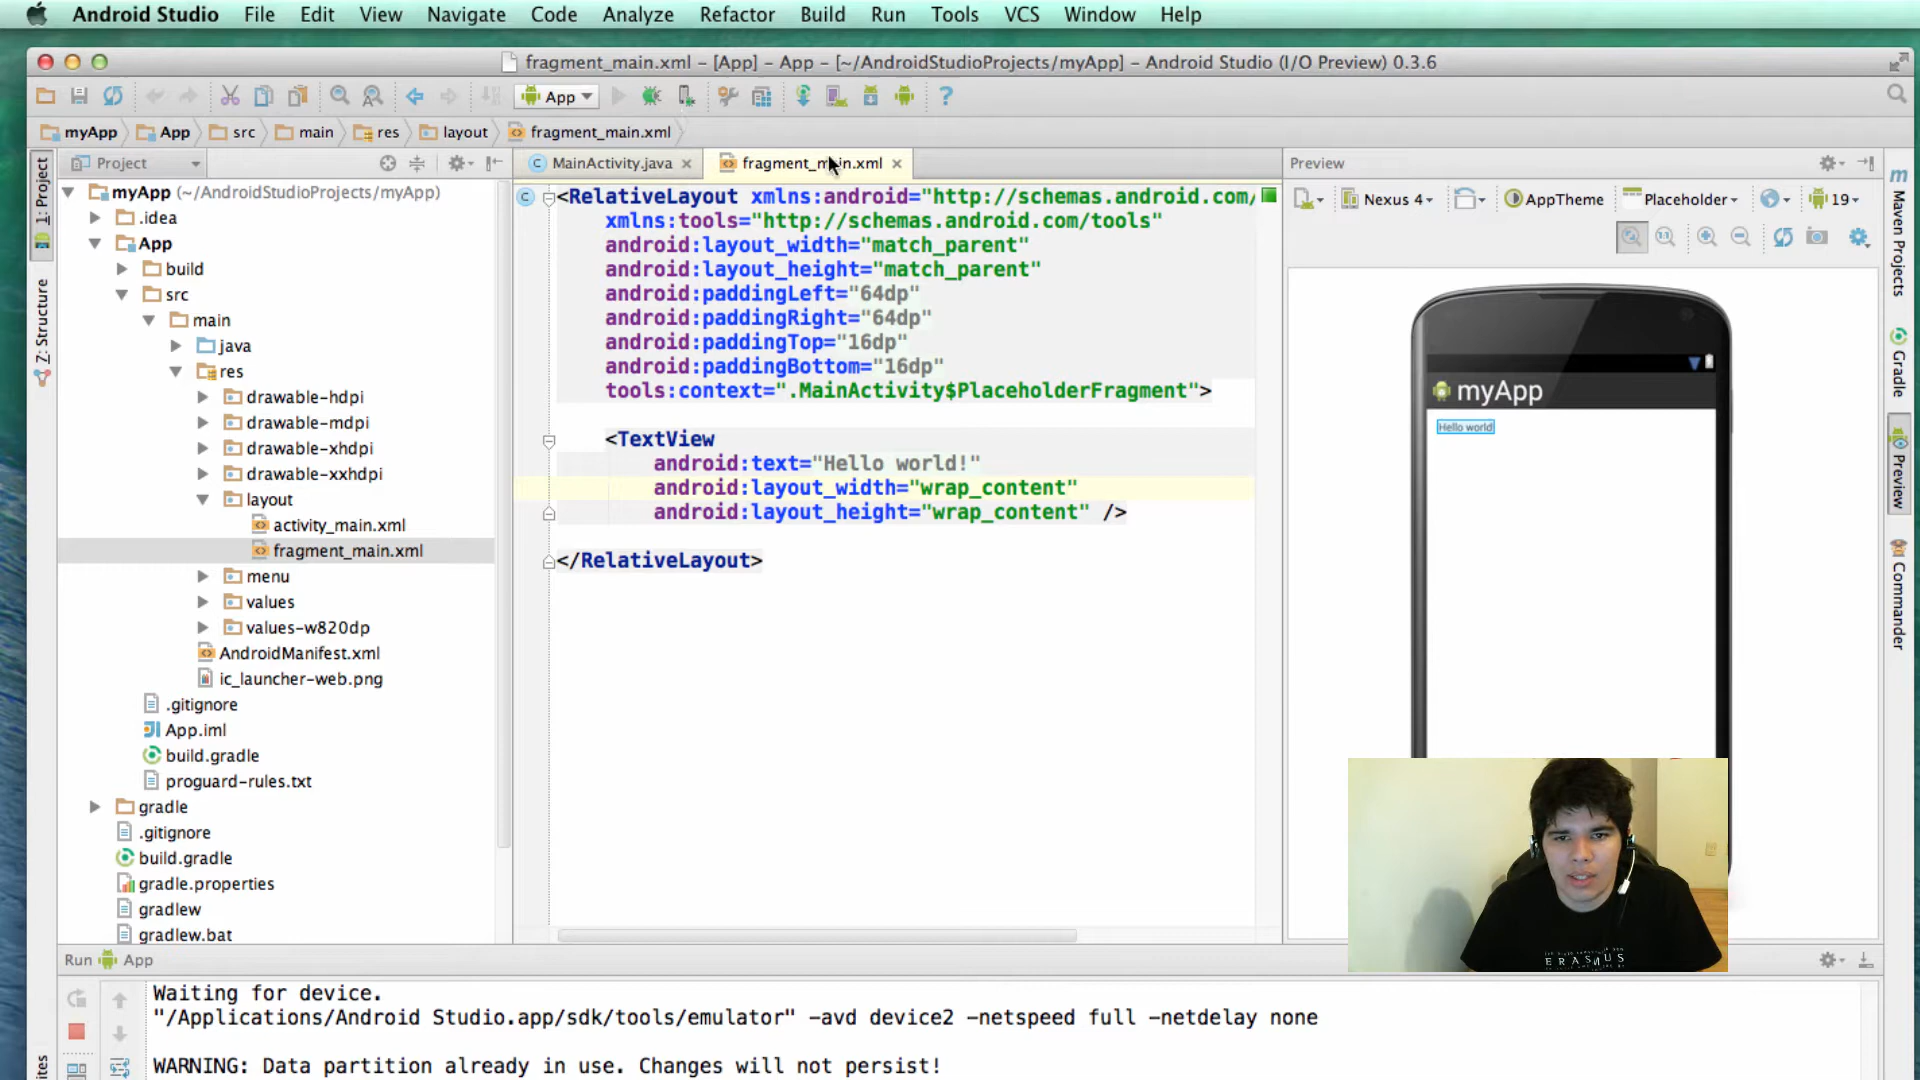 Android Studio File Edit View Navigate Code Analyze Refactor Build Run Tools VCS Window Help
fragment_main.xml - [App] - App - [~/AndroidStudioProjects/myApp] - Android Studio (I/O Preview) 0.3.6
App
myApp App src main res layout fragment_main.xml
Project
MainActivity.java
fragment_main.xml
Preview
1: Project
Z: Structure
myApp (~/AndroidStudioProjects/myApp)
.idea
App
build
src
main
java
res
drawable-hdpi
drawable-mdpi
drawable-xhdpi
drawable-xxhdpi
layout
activity_main.xml
fragment_main.xml
menu
values
values-w820dp
AndroidManifest.xml
ic_launcher-web.png
.gitignore
App.iml
build.gradle
proguard-rules.txt
gradle
.gitignore
build.gradle
gradle.properties
gradlew
gradlew.bat
<RelativeLayout xmlns:android="http://schemas.android.com/
xmlns:tools="http://schemas.android.com/tools"
android:layout_width="match_parent"
android:layout_height="match_parent"
android:paddingLeft="64dp"
android:paddingRight="64dp"
android:paddingTop="16dp"
android:paddingBottom="16dp"
tools:context=".MainActivity$PlaceholderFragment">
<TextView
android:text="Hello world!"
android:layout_width="wrap_content"
android:layout_height="wrap_content" />
</RelativeLayout>
Nexus 4 AppTheme Placeholder 19
1:1
myApp
Hello world
ERASMUS
Maven Projects
Gradle
Preview
Commander
Run App
Waiting for device.
"/Applications/Android Studio.app/sdk/tools/emulator" -avd device2 -netspeed full -netdelay none
WARNING: Data partition already in use. Changes will not persist!